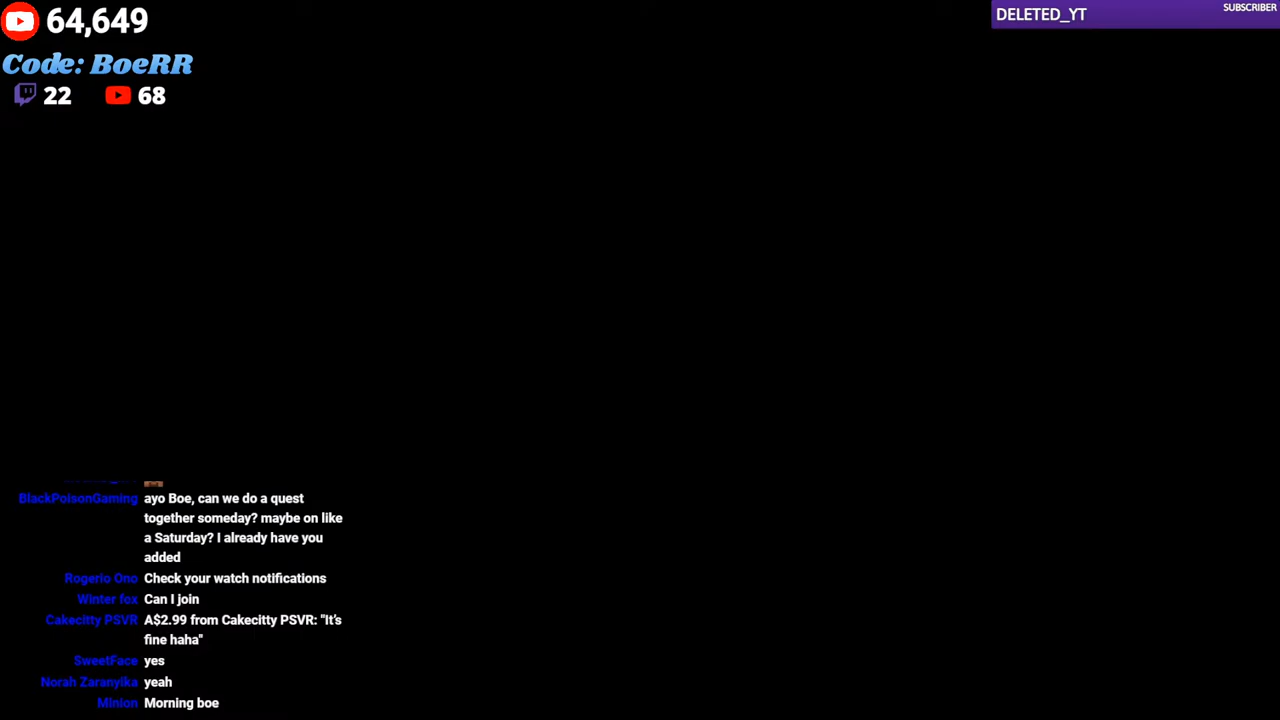 64,649
DELETED_YT
SUBSCRIBER
Code: BoeRR
22 68
BlackPoisonGaming ayo Boe, can we do a quest
together someday? maybe on like
a Saturday? I already have you
added
Rogerio Ono Check your watch notifications
Winter fox Can I join
Cakecitty PSVR A$2.99 from Cakecitty PSVR: "It's
fine haha"
SweetFace yes
Norah Zaranyika yeah
Minion Morning boe